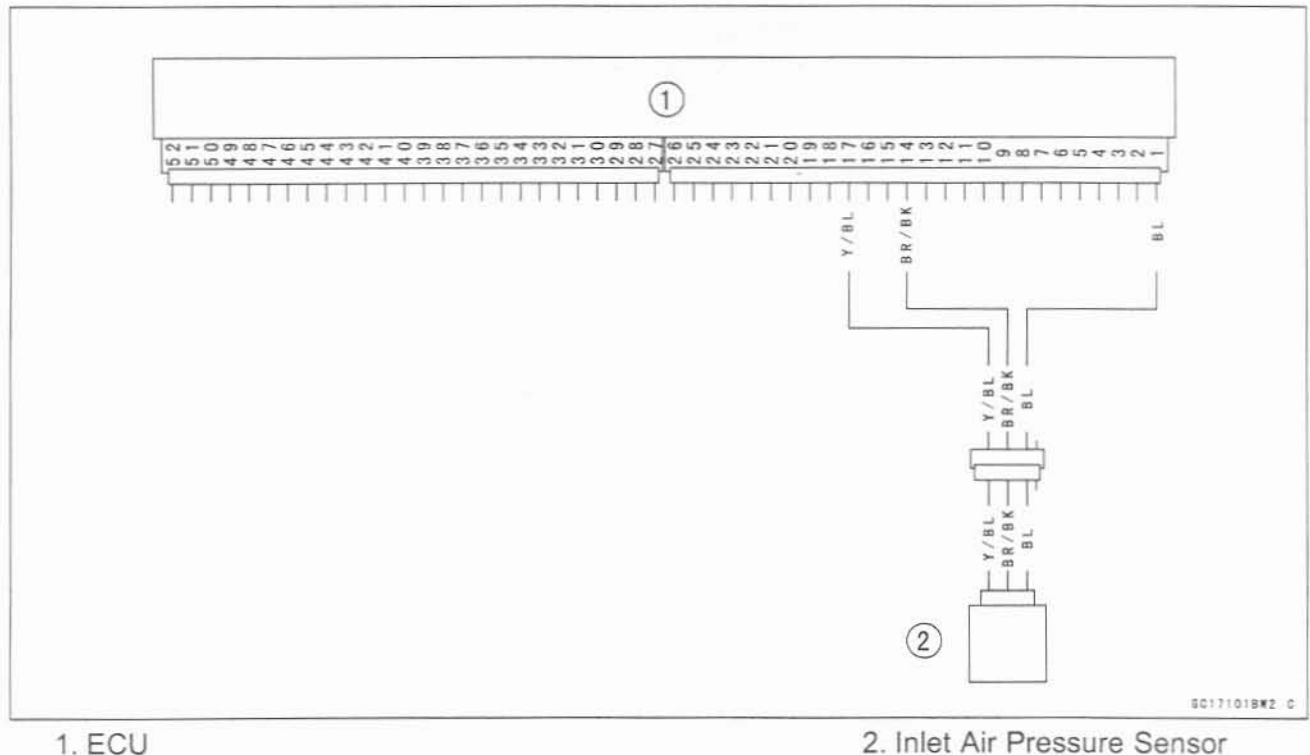 1
52 51 50 49 48 47 46 45 44 43 42 41 40 39 38 37 36 35 34 33 32 31 30 29 28 27 26 25 24 23 22 21 20 19 18 17 16 15 14 13 12 11 10 9 8 7 6 5 4 3 2 1
Y/BL BR/BK BL
Y/BL BR/BK BL
Y/BL BR/BK BL
2
GC171018W2 C
1. ECU 2. Inlet Air Pressure Sensor